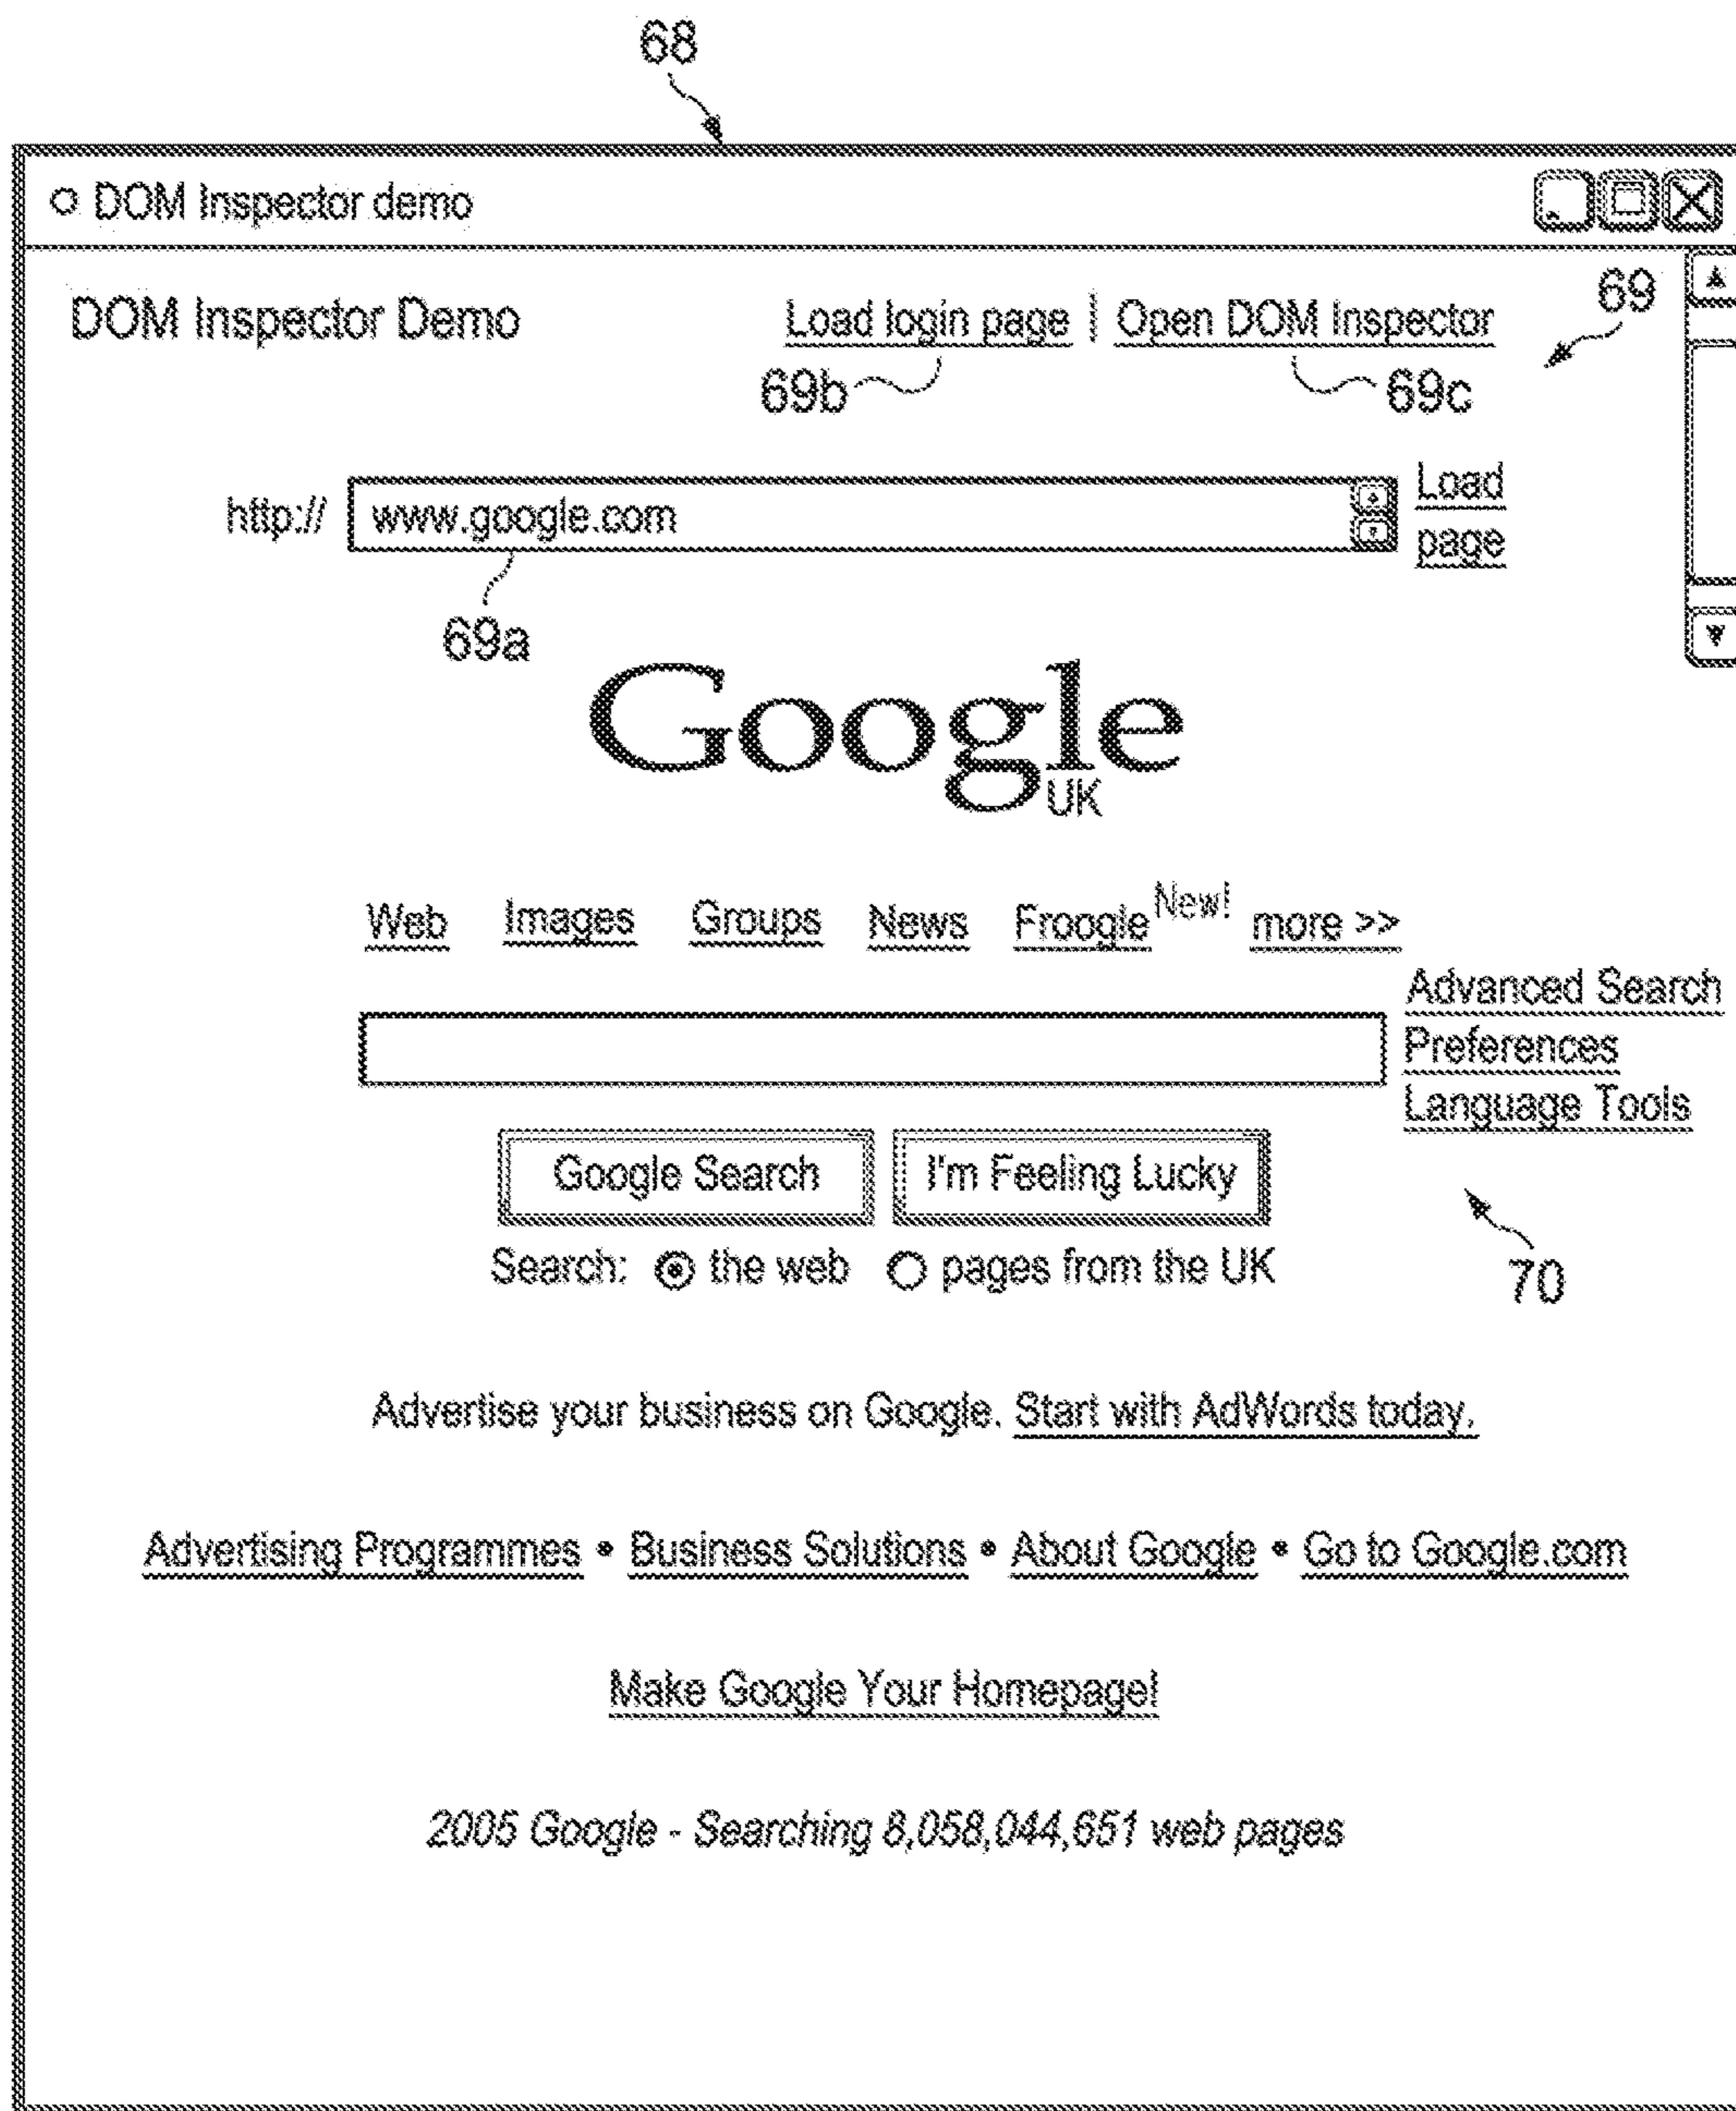 68
DOM Inspector demo
DOM Inspector Demo Load login page | Open DOM Inspector 69
69b 69c
http:// www.google.com Load page
69a
Google
UK
Web Images Groups News Froogle New! more >>
Advanced Search
Preferences
Language Tools
Google Search I'm Feeling Lucky
Search: the web pages from the UK
70
Advertise your business on Google. Start with AdWords today.
Advertising Programmes • Business Solutions • About Google • Go to Google.com
Make Google Your Homepage!
2005 Google - Searching 8,058,044,651 web pages